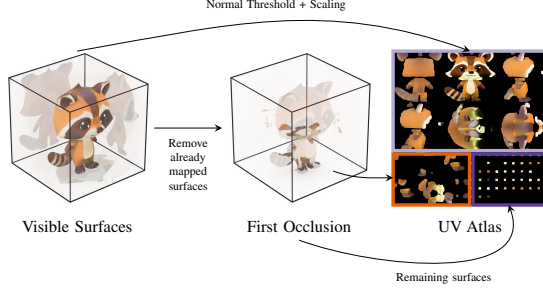 Normal Threshold + Scaling
Remove
already
mapped
surfaces
Visible Surfaces
First Occlusion
UV Atlas
Remaining surfaces